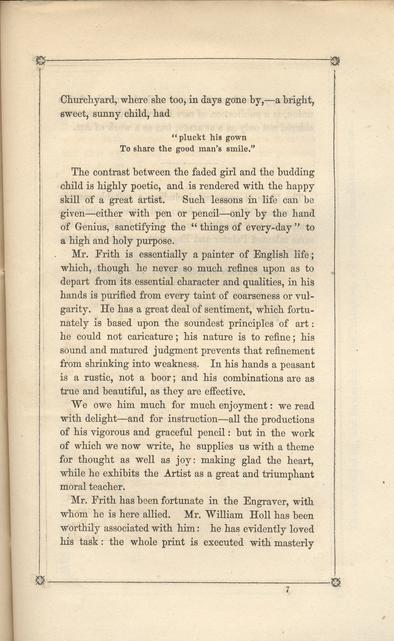 Churchyard, where she too, in days gone by,—a bright,
sweet, sunny child, had
"pluckt his gown
To share the good man's smile."
The contrast between the faded girl and the budding
child is highly poetic, and is rendered with the happy
skill of a great artist. Such lessons in life can be
given—either with pen or pencil—only by the hand
of Genius, sanctifying the "things of every-day" to
a high and holy purpose.
Mr. Frith is essentially a painter of English life;
which, though he never so much refines upon as to
depart from its essential character and qualities, in his
hands is purified from every taint of coarseness or vul-
garity. He has a great deal of sentiment, which fortu-
nately is based upon the soundest principles of art:
he could not caricature; his nature is to refine; his
sound and matured judgment prevents that refinement
from shrinking into weakness. In his hands a peasant
is a rustic, not a boor; and his combinations are as
true and beautiful, as they are effective.
We owe him much for much enjoyment: we read
with delight—and for instruction—all the productions
of his vigorous and graceful pencil: but in the work
of which we now write, he supplies us with a theme
for thought as well as joy: making glad the heart,
while he exhibits the Artist as a great and triumphant
moral teacher.
Mr. Frith has been fortunate in the Engraver, with
whom he is here allied. Mr. William Holl has been
worthily associated with him: he has evidently loved
his task: the whole print is executed with masterly
7